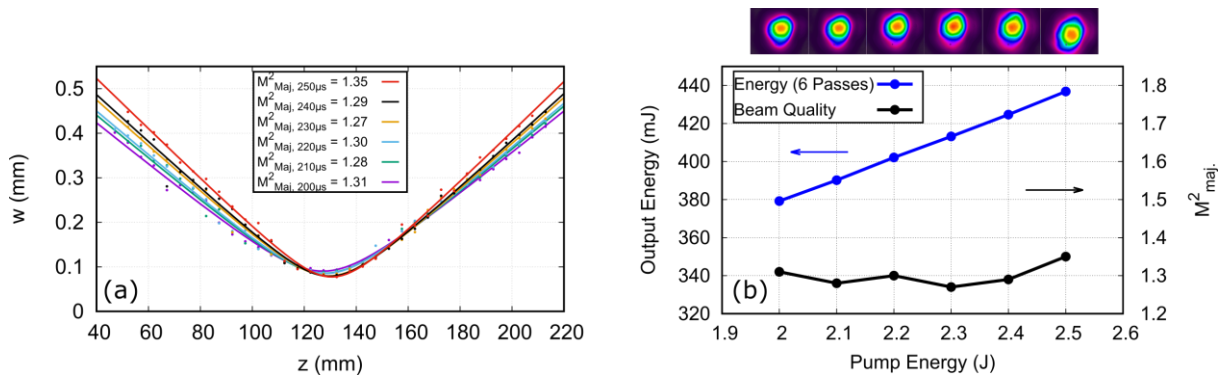 0.5
0.4
0.3
0.2
0.1
0
w (mm)
M²Maj, 250μs = 1.35
M²Maj, 240μs = 1.29
M²Maj, 230μs = 1.27
M²Maj, 220μs = 1.30
M²Maj, 210μs = 1.28
M²Maj, 200μs = 1.31
(a)
40 60 80 100 120 140 160 180 200 220
z (mm)
440
420
400
380
360
340
320
Output Energy (mJ)
Energy (6 Passes)
Beam Quality
1.8
1.7
1.6
1.5
1.4
1.3
1.2
M²maj.
(b)
1.9 2 2.1 2.2 2.3 2.4 2.5 2.6
Pump Energy (J)